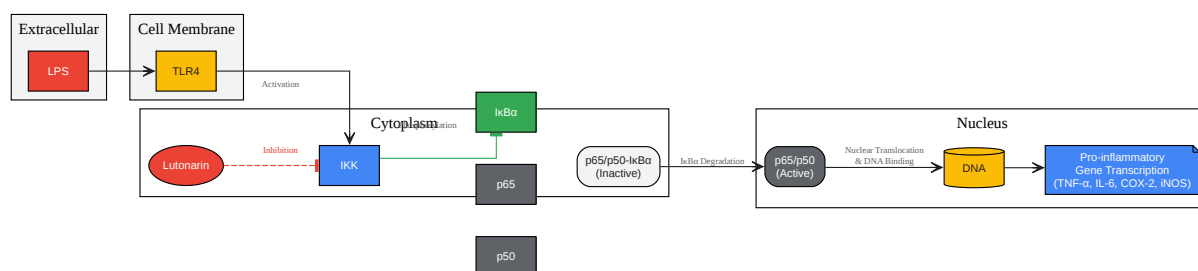 Extracellular
LPS
Cell Membrane
TLR4
Activation
Cytoplasm
IκBα
Lutonarin
Inhibition
IKK
p65
p50
p65/p50-IκBα
(Inactive)
IκBα Degradation
Nucleus
p65/p50
(Active)
Nuclear Translocation
& DNA Binding
DNA
Pro-inflammatory
Gene Transcription
(TNF-α, IL-6, COX-2, iNOS)